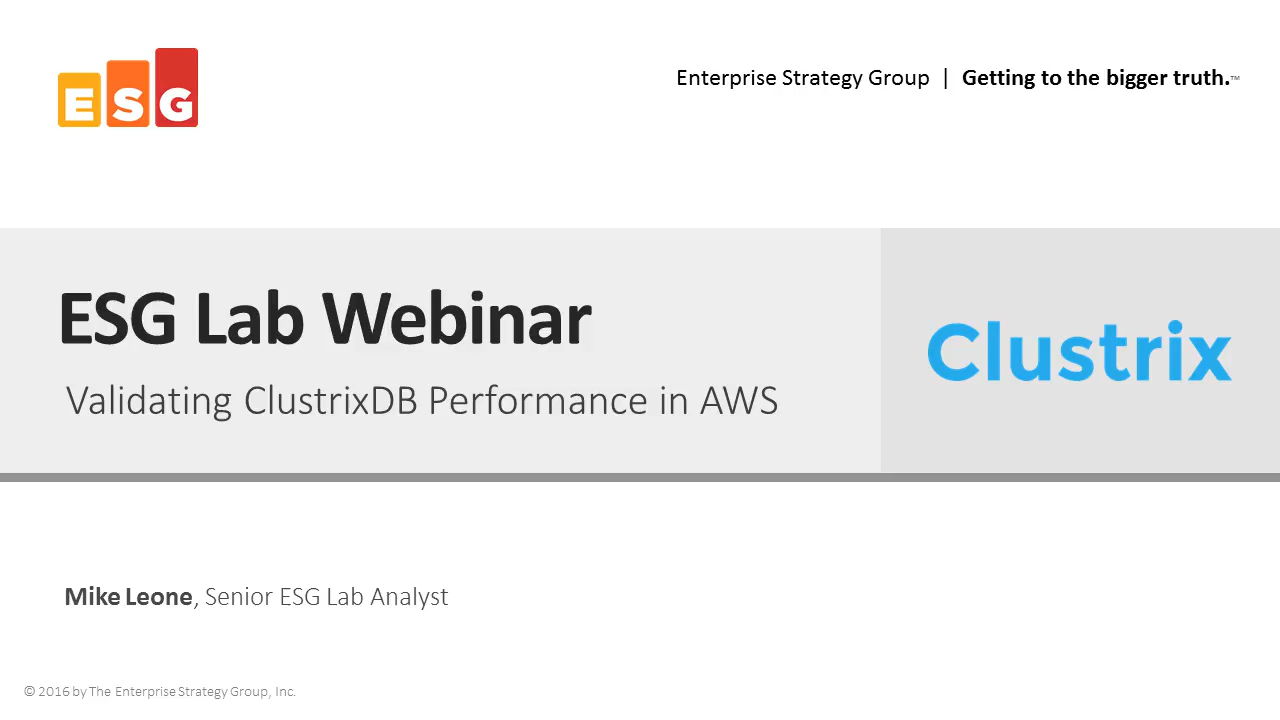 ESG
Enterprise Strategy Group | Getting to the bigger truth.™
ESG Lab Webinar
Validating ClustrixDB Performance in AWS
Clustrix
Mike Leone, Senior ESG Lab Analyst
© 2016 by The Enterprise Strategy Group, Inc.